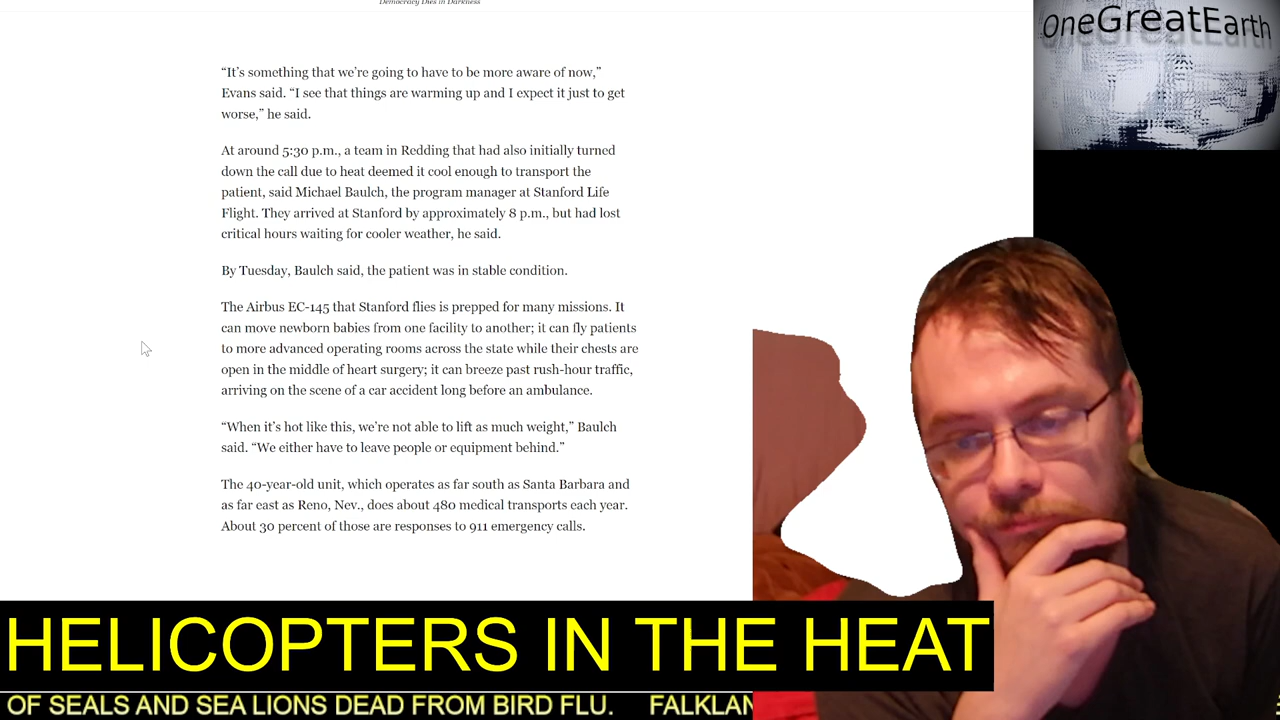 Democracy Dies in Darkness
OneGreatEarth
“It’s something that we’re going to have to be more aware of now,”
Evans said. “I see that things are warming up and I expect it just to get
worse,” he said.
At around 5:30 p.m., a team in Redding that had also initially turned
down the call due to heat deemed it cool enough to transport the
patient, said Michael Baulch, the program manager at Stanford Life
Flight. They arrived at Stanford by approximately 8 p.m., but had lost
critical hours waiting for cooler weather, he said.
By Tuesday, Baulch said, the patient was in stable condition.
The Airbus EC-145 that Stanford flies is prepped for many missions. It
can move newborn babies from one facility to another; it can fly patients
to more advanced operating rooms across the state while their chests are
open in the middle of heart surgery; it can breeze past rush-hour traffic,
arriving on the scene of a car accident long before an ambulance.
“When it’s hot like this, we’re not able to lift as much weight,” Baulch
said. “We either have to leave people or equipment behind.”
The 40-year-old unit, which operates as far south as Santa Barbara and
as far east as Reno, Nev., does about 480 medical transports each year.
About 30 percent of those are responses to 911 emergency calls.
HELICOPTERS IN THE HEAT
OF SEALS AND SEA LIONS DEAD FROM BIRD FLU. FALKLAN